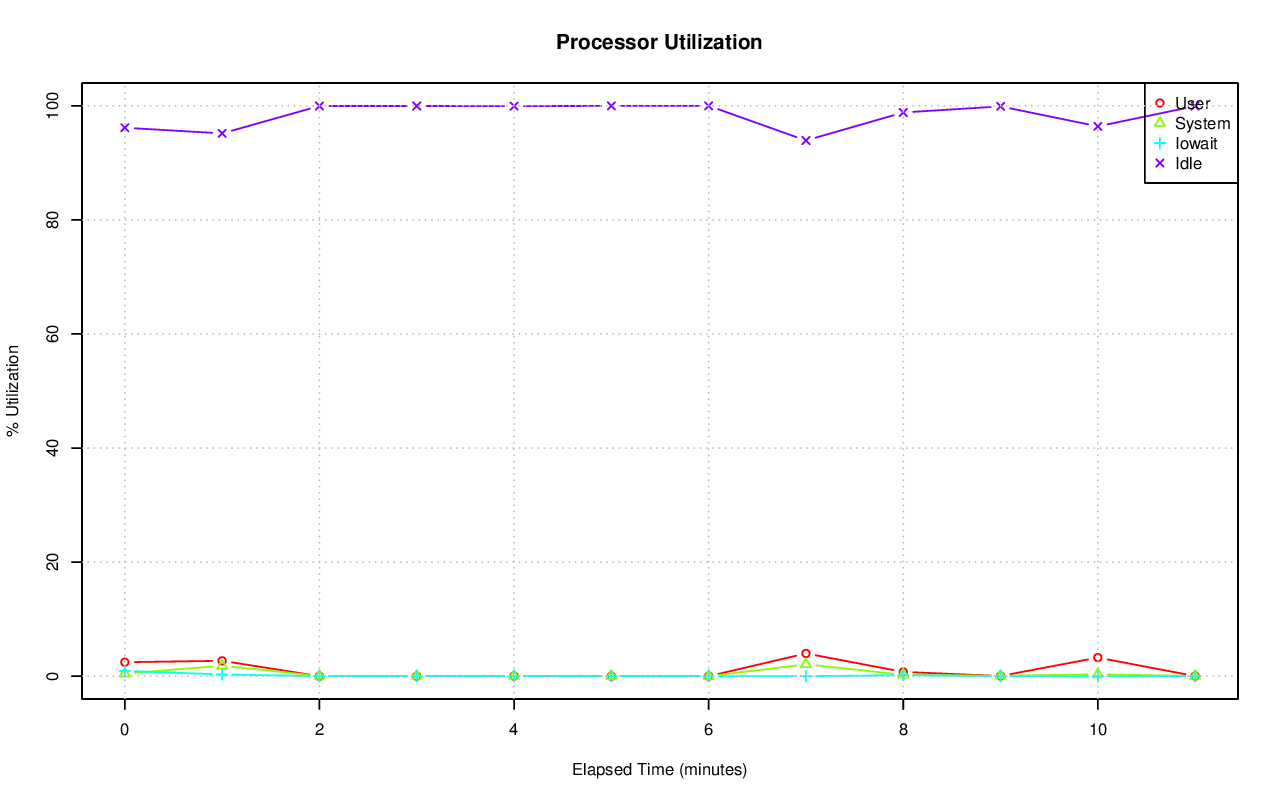 Processor Utilization
100
80
60
40
20
0
% Utilization
User
System
Iowait
Idle
0 2 4 6 8 10
Elapsed Time (minutes)